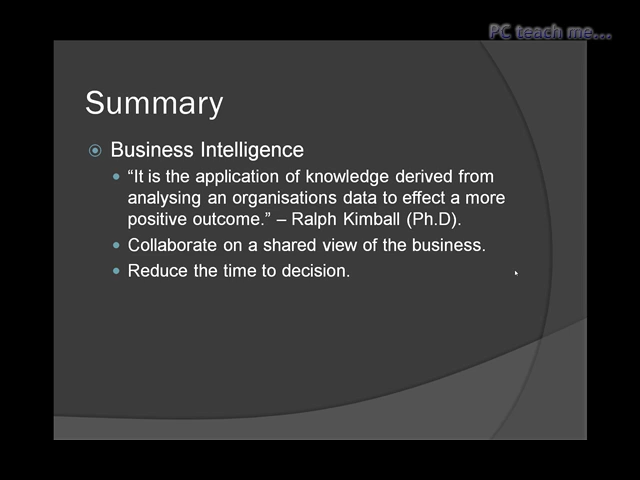 PC teach me...
Summary
Business Intelligence
“It is the application of knowledge derived from
analysing an organisations data to effect a more
positive outcome.” – Ralph Kimball (Ph.D).
Collaborate on a shared view of the business.
Reduce the time to decision.